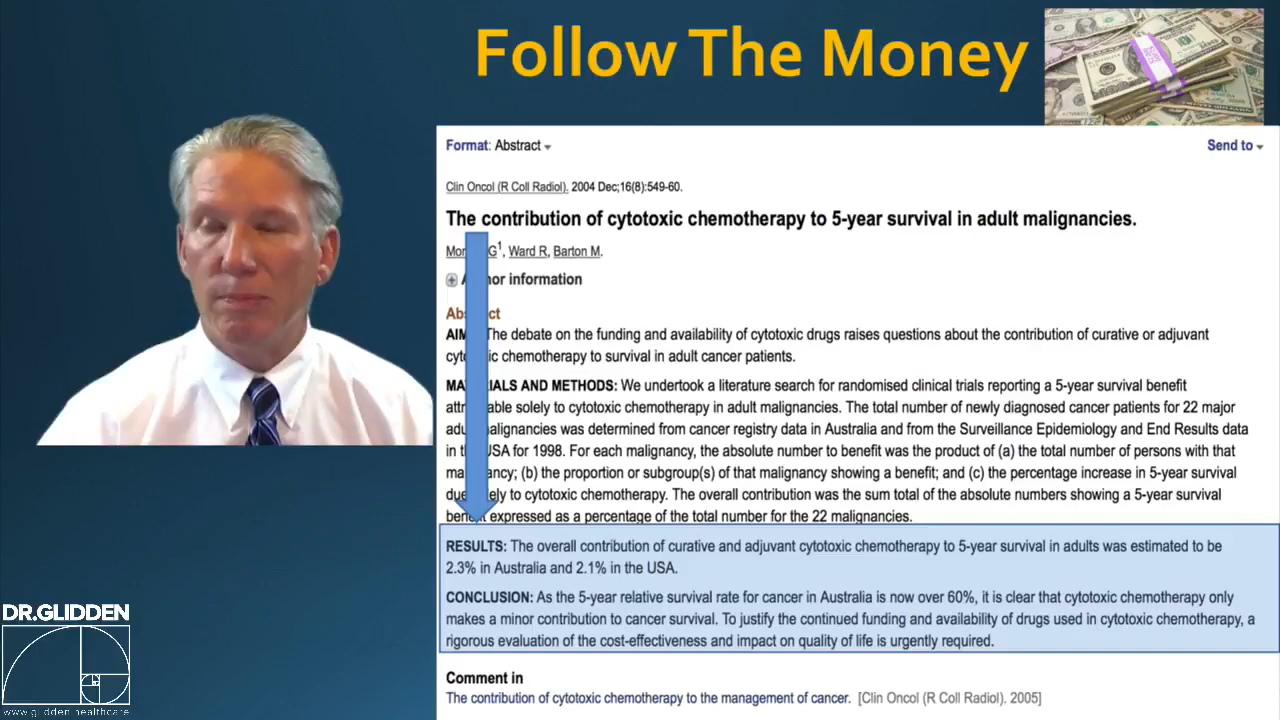 Follow The Money
Format: Abstract
Send to
Clin Oncol (R Coll Radiol). 2004 Dec;16(8):549-60.
The contribution of cytotoxic chemotherapy to 5-year survival in adult malignancies.
G1, Ward R, Barton M.
information
AIM The debate on the funding and availability of cytotoxic drugs raises questions about the contribution of curative or adjuvant
chemotherapy to survival in adult cancer patients.
AND METHODS: We undertook a literature search for randomised clinical trials reporting a 5-year survival benefit
solely to cytotoxic chemotherapy in adult malignancies. The total number of newly diagnosed cancer patients for 22 major
was determined from cancer registry data in Australia and from the Surveillance Epidemiology and End Results data
in USA for 1998. For each malignancy, the absolute number to benefit was the product of (a) the total number of persons with that
(b) the proportion or subgroup(s) of that malignancy showing a benefit; and (c) the percentage increase in 5-year survival
to cytotoxic chemotherapy. The overall contribution was the sum total of the absolute numbers showing a 5-year survival
benefit expressed as a percentage of the total number for the 22 malignancies.
RESULTS: The overall contribution of curative and adjuvant cytotoxic chemotherapy to 5-year survival in adults was estimated to be
2.3% in Australia and 2.1% in the USA.
CONCLUSION: As the 5-year relative survival rate for cancer in Australia is now over 60%, it is clear that cytotoxic chemotherapy only
makes a minor contribution to cancer survival. To justify the continued funding and availability of drugs used in cytotoxic chemotherapy, a
rigorous evaluation of the cost-effectiveness and impact on quality of life is urgently required.
Comment in
The contribution of cytotoxic chemotherapy to the management of cancer. [Clin Oncol (R Coll Radiol). 2005]
DR.GLIDDEN
www.glidden.healthcare